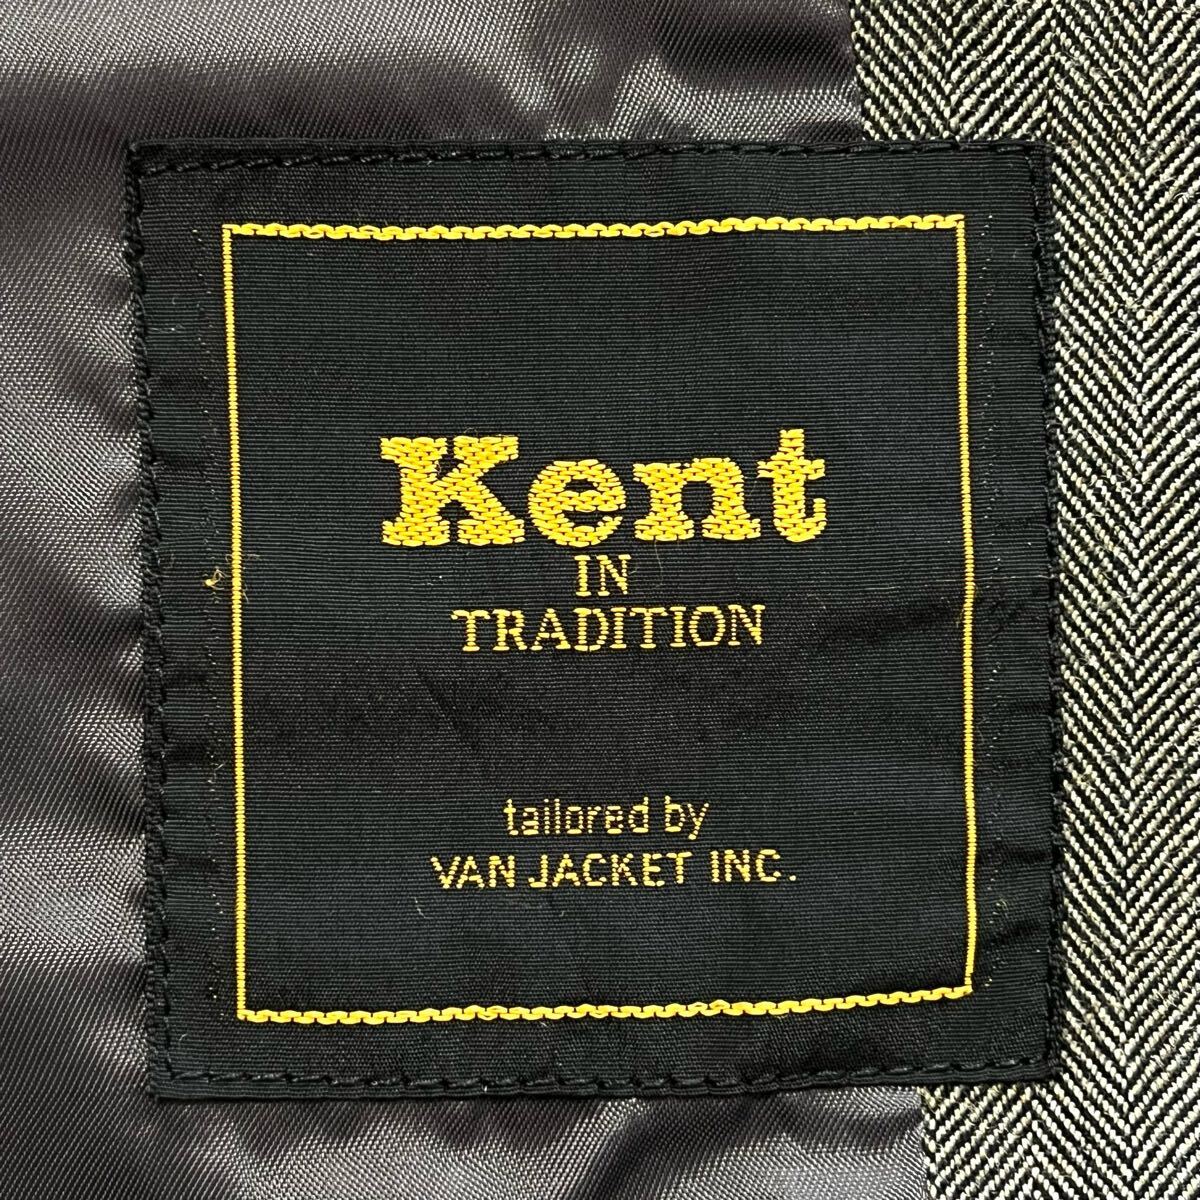 Kent
IN
TRADITION
tailored by
VAN JACKET INC.